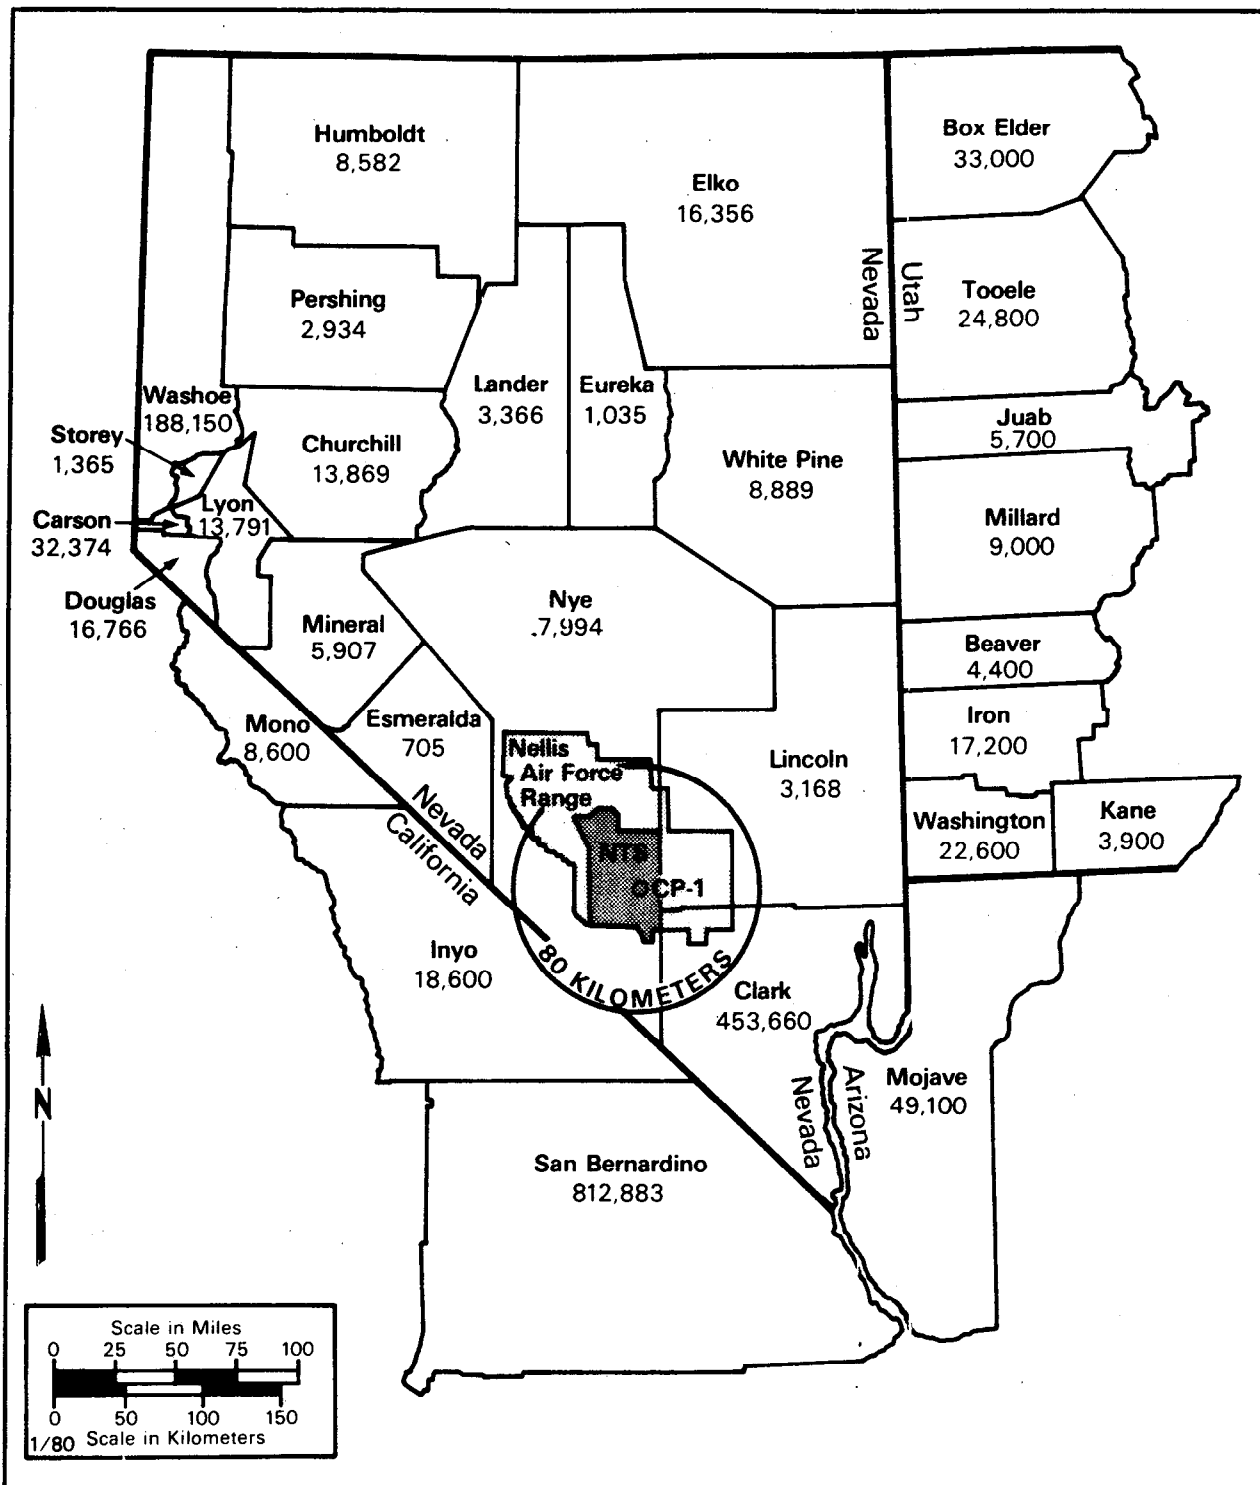 Humboldt
8,582
Elko
16,356
Box Elder
33,000
Nevada
Utah
Tooele
24,800
Pershing
2,934
Washoe
188,150
Lander
3,366
Eureka
1,035
Juab
5,700
Storey
1,365
Churchill
13,869
White Pine
8,889
Lyon
13,791
Carson
32,374
Millard
9,000
Douglas
16,766
Nye
7,994
Mineral
5,907
Beaver
4,400
Mono
8,600
Esmeralda
705
Iron
17,200
Nellis
Air Force
Range
Lincoln
3,168
Nevada
California
Washington
22,600
Kane
3,900
NTS
CP-1
Inyo
18,600
80 KILOMETERS
Clark
453,660
N
Nevada
Arizona
Mojave
49,100
San Bernardino
812,883
Scale in Miles
0 25 50 75 100
0 50 100 150
1/80 Scale in Kilometers